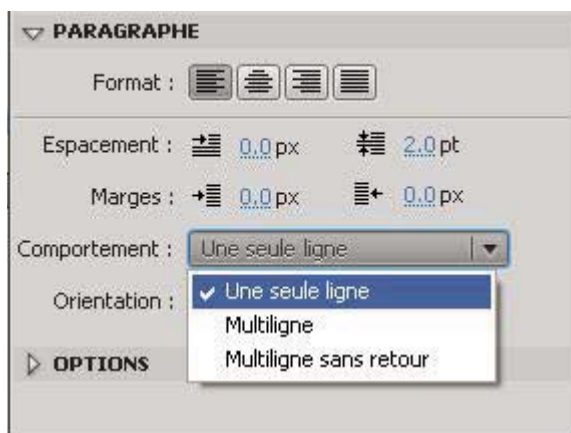 PARAGRAPHE
Format :
Espacement : 0,0 px 2,0 pt
Marges : 0,0 px 0,0 px
Comportement : Une seule ligne
Orientation : Une seule ligne
Multiligne
Multiligne sans retour
OPTIONS